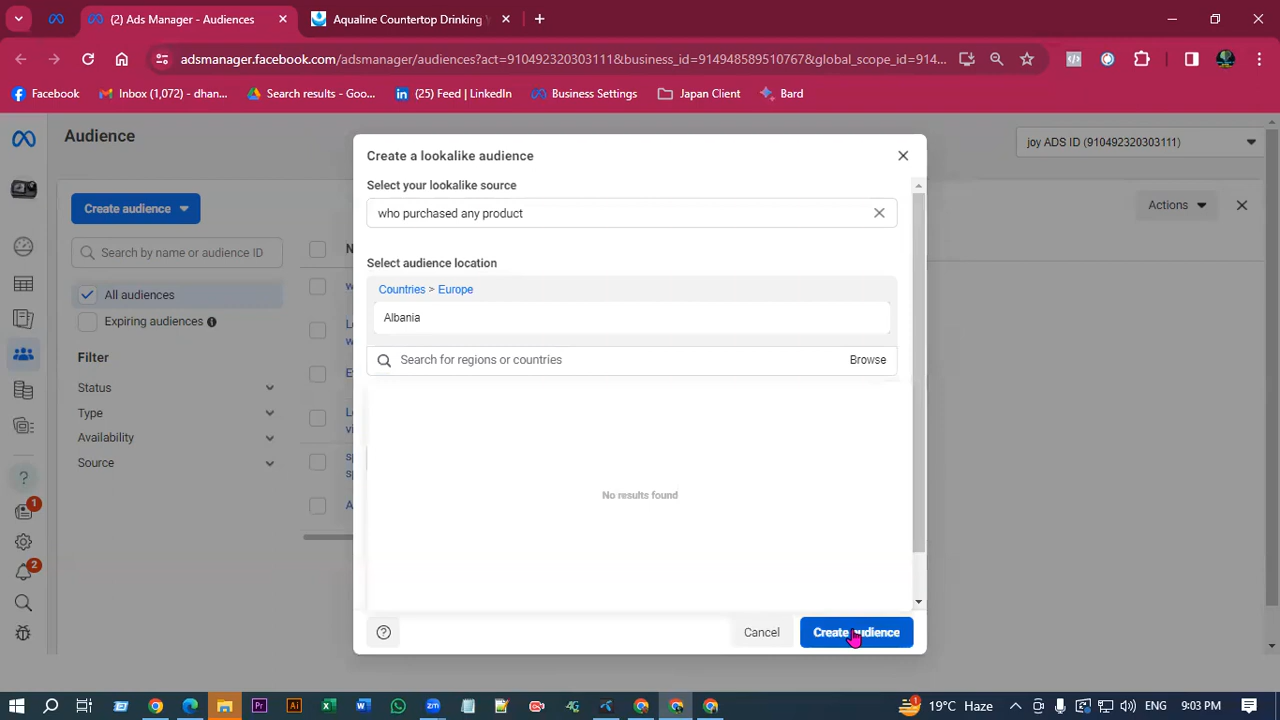 (2) Ads Manager - Audiences
Aqualine Countertop Drinking
adsmanager.facebook.com/adsmanager/audiences?act=910492320303111&business_id=914948589510767&global_scope_id=914...
Facebook
Inbox (1,072) - dhan...
Search results - Goo...
(25) Feed | LinkedIn
Business Settings
Japan Client
Bard
Audience
joy ADS ID (910492320303111)
Create audience
Search by name or audience ID
All audiences
Expiring audiences
Filter
Status
Type
Availability
Source
Actions
Create a lookalike audience
Select your lookalike source
who purchased any product
Select audience location
Countries > Europe
Albania
Search for regions or countries
Browse
No results found
Cancel
Create audience
1
2
19°C Haze
ENG
9:03 PM